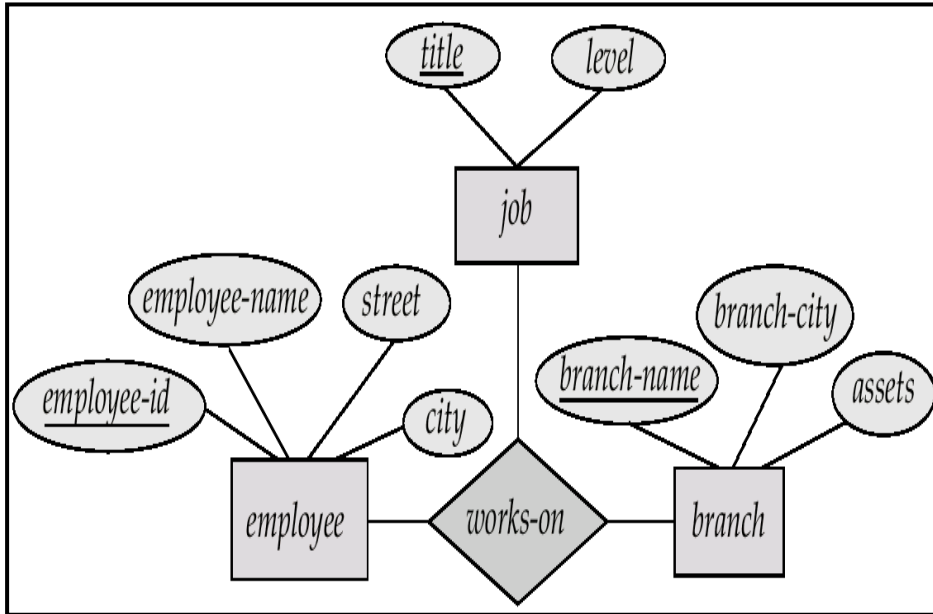 title
level
job
employee-name
street
branch-city
employee-id
branch-name
assets
city
employee
works-on
branch